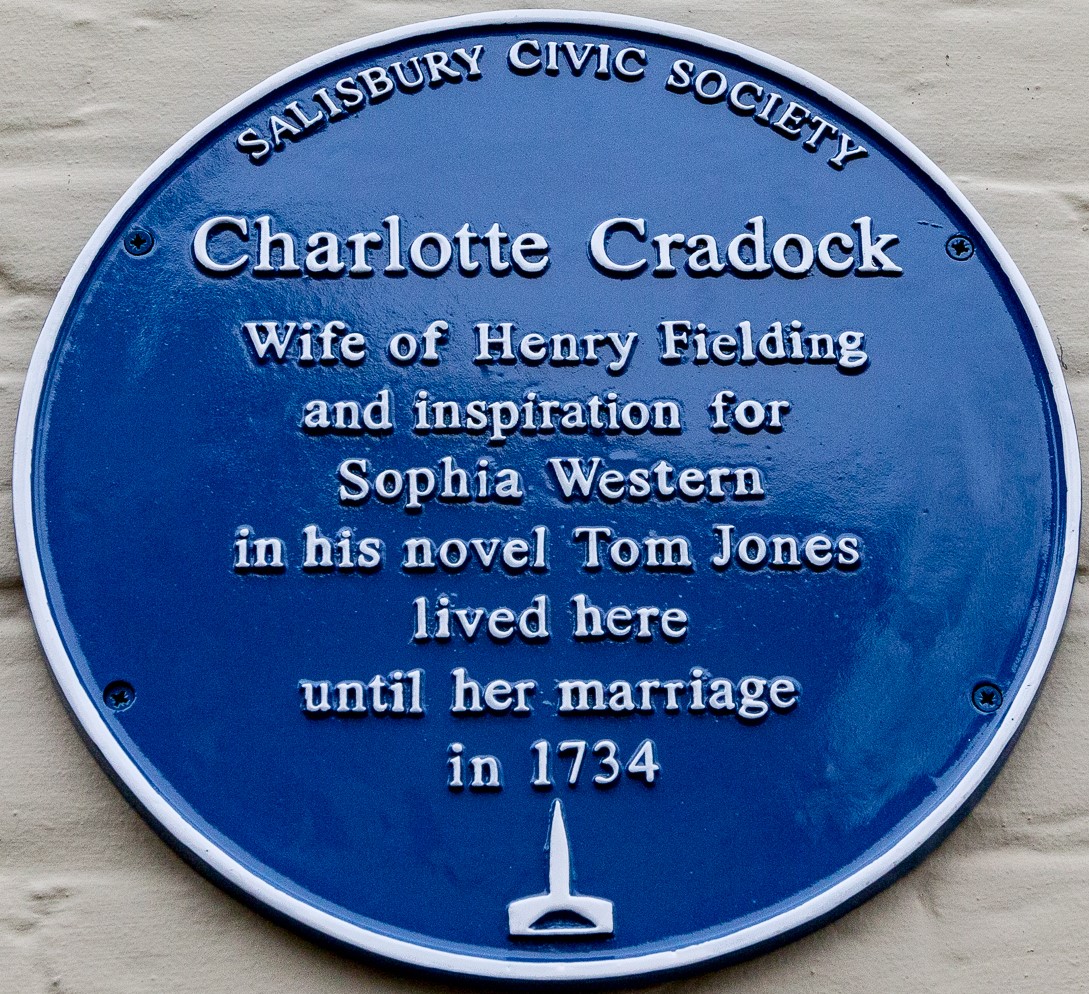 SALISBURY CIVIC SOCIETY
Charlotte Cradock
Wife of Henry Fielding
and inspiration for
Sophia Western
in his novel Tom Jones
lived here
until her marriage
in 1734